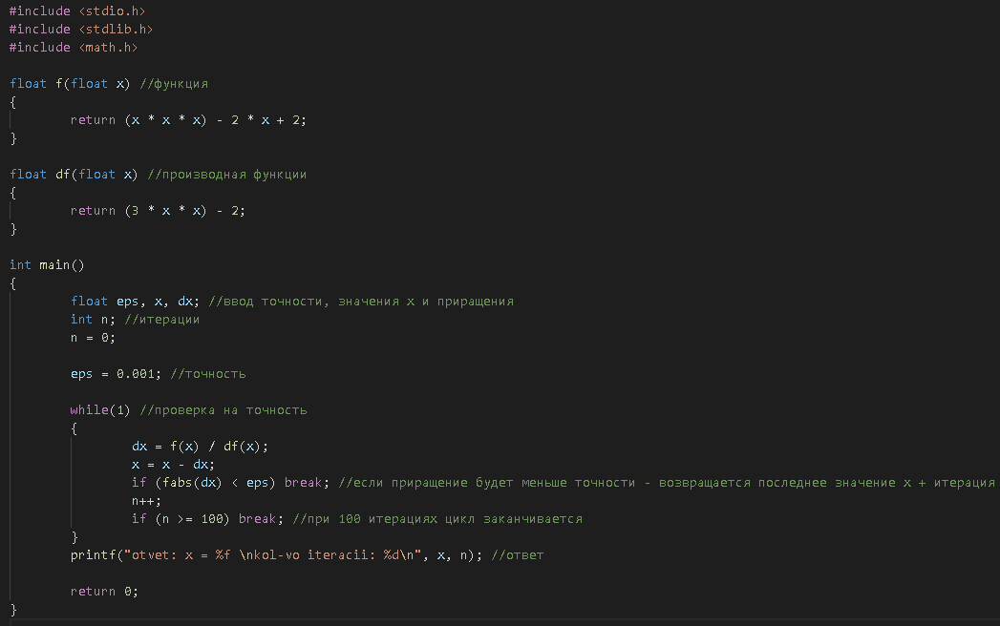 #include <stdio.h>
#include <stdlib.h>
#include <math.h>
float f(float x) //функция
{
return (x * x * x) - 2 * x + 2;
}
float df(float x) //производная функции
{
return (3 * x * x) - 2;
}
int main()
{
float eps, x, dx; //ввод точности, значения x и приращения
int n; //итерации
n = 0;
eps = 0.001; //точность
while(1) //проверка на точность
{
dx = f(x) / df(x);
x = x - dx;
if (fabs(dx) < eps) break; //если приращение будет меньше точности - возвращается последнее значение x + итерация
n++;
if (n >= 100) break; //при 100 итерациях цикл заканчивается
}
printf("otvet: x = %f \nkol-vo iteracii: %d\n", x, n); //ответ
return 0;
}